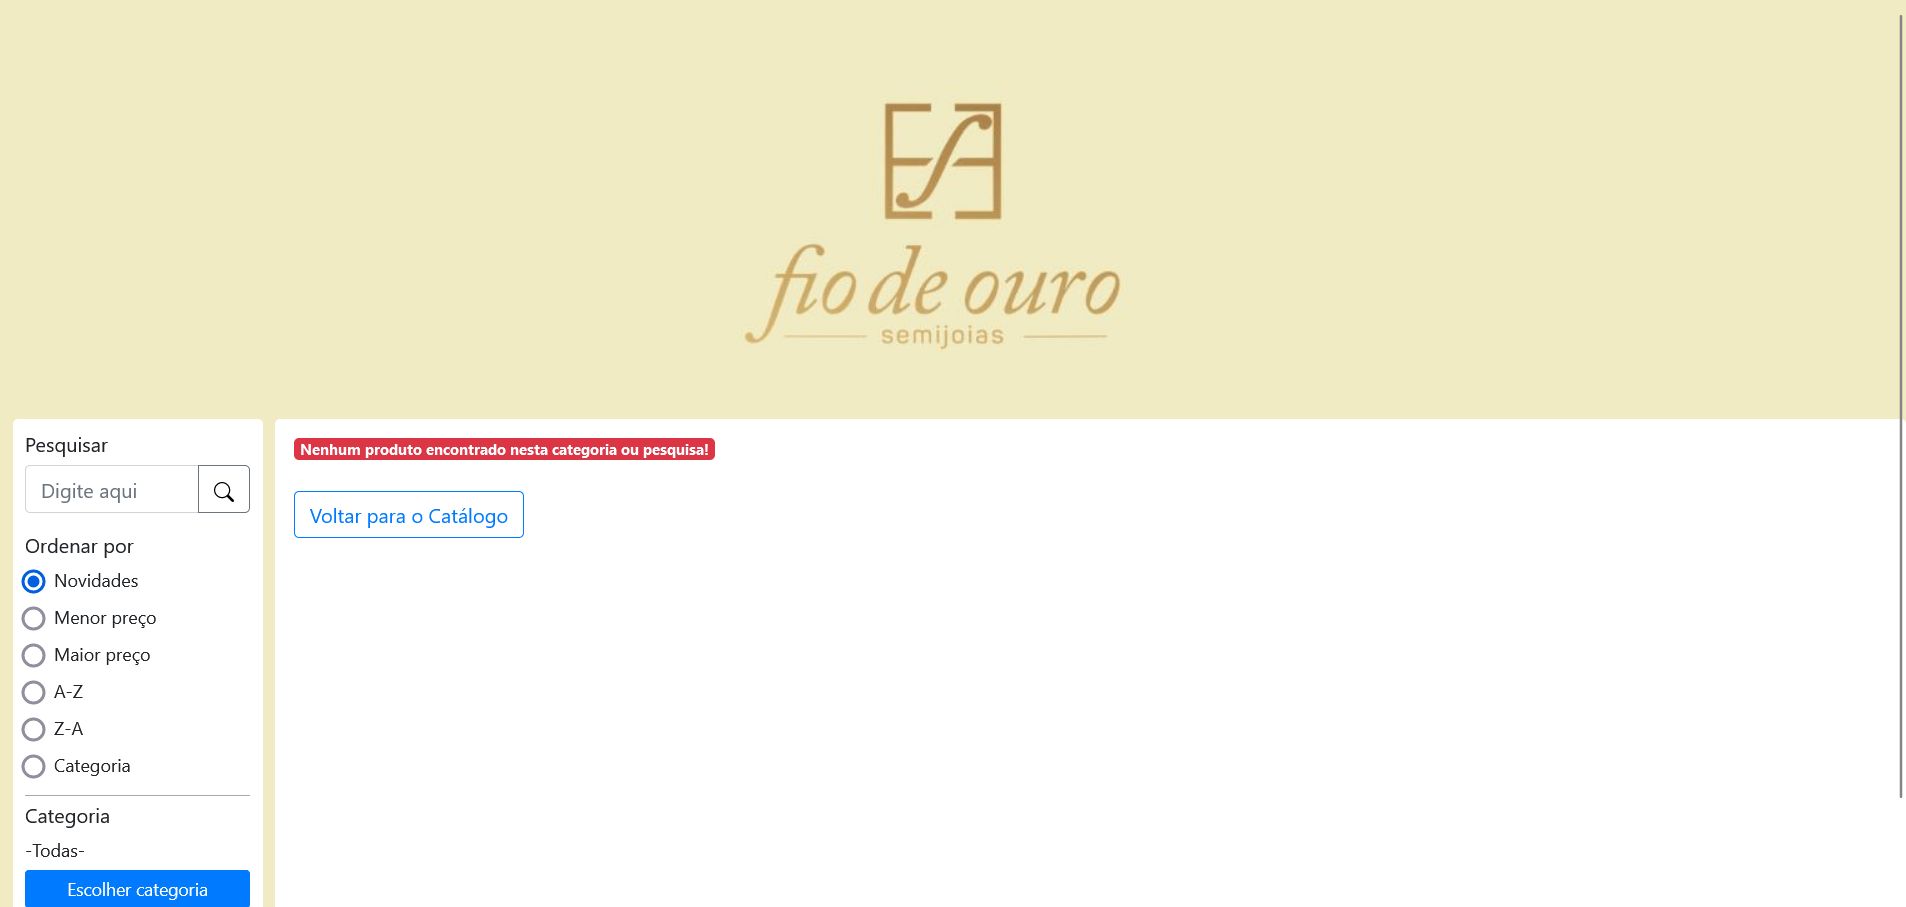 fio de ouro
semijoias
Pesquisar
Digite aqui
Ordenar por
Novidades
Menor preço
Maior preço
A-Z
Z-A
Categoria
Categoria
-Todas-
Escolher categoria
Nenhum produto encontrado nesta categoria ou pesquisa!
Voltar para o Catálogo